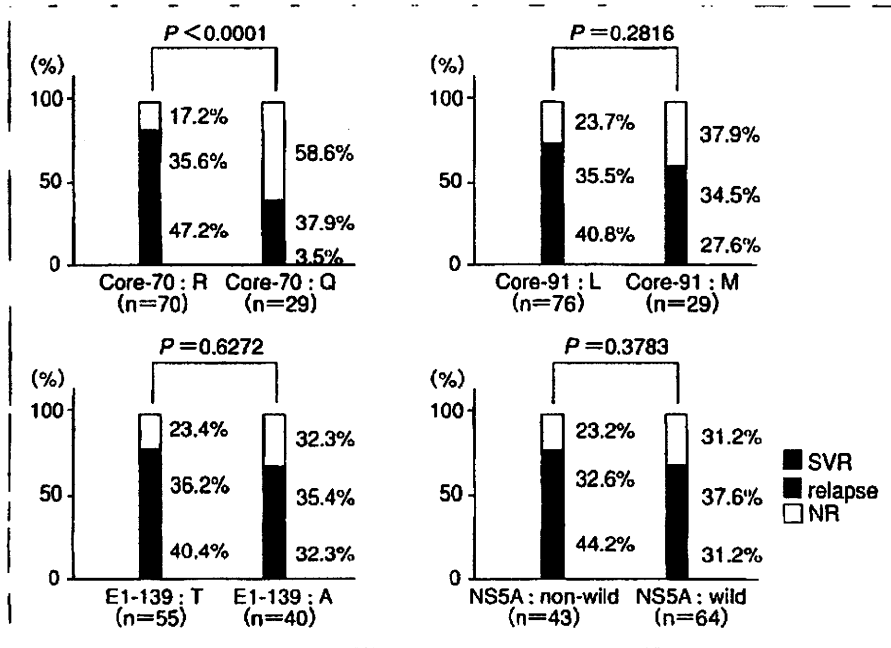 P<0.0001
(%)
100
50
0
17.2%
35.6%
47.2%
58.6%
37.9%
3.5%
Core-70 : R Core-70 : Q
(n=70) (n=29)
P=0.2816
(%)
100
50
0
23.7%
35.5%
40.8%
37.9%
34.5%
27.6%
Core-91 : L Core-91 : M
(n=76) (n=29)
P=0.6272
(%)
100
50
0
23.4%
36.2%
40.4%
32.3%
35.4%
32.3%
E1-139 : T E1-139 : A
(n=55) (n=40)
P=0.3783
(%)
100
50
0
23.2%
32.6%
44.2%
31.2%
37.6%
31.2%
NS5A : non-wild NS5A : wild
(n=43) (n=64)
SVR
relapse
NR